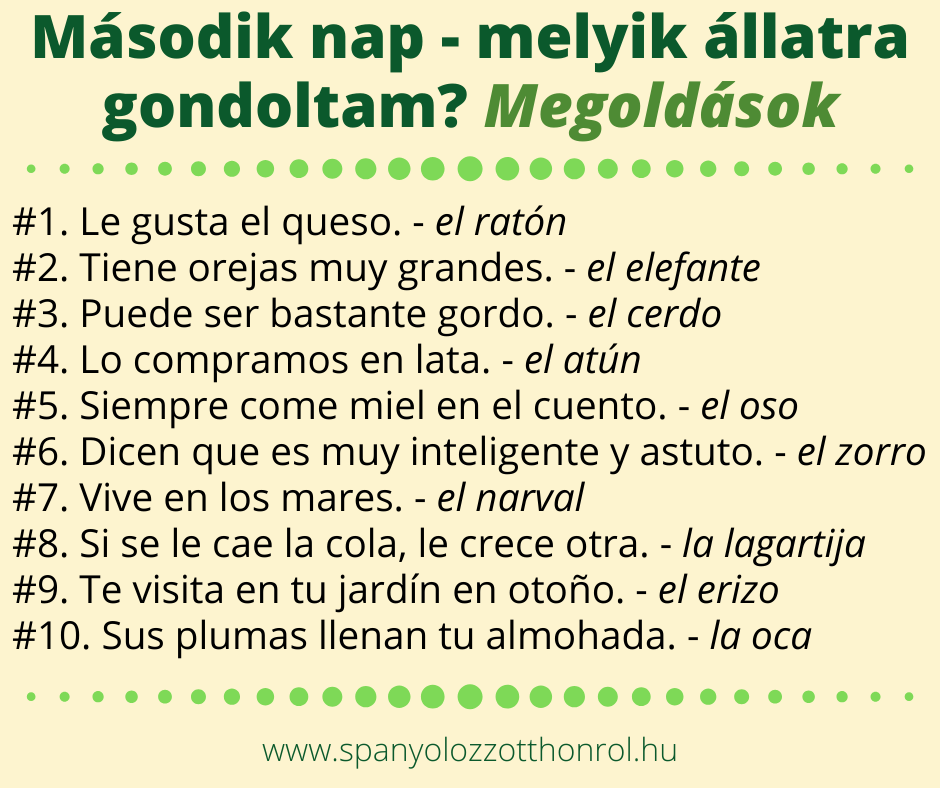 Második nap - melyik állatra
gondoltam? Megoldások
#1. Le gusta el queso. - el ratón
#2. Tiene orejas muy grandes. - el elefante
#3. Puede ser bastante gordo. - el cerdo
#4. Lo compramos en lata. - el atún
#5. Siempre come miel en el cuento. - el oso
#6. Dicen que es muy inteligente y astuto. - el zorro
#7. Vive en los mares. - el narval
#8. Si se le cae la cola, le crece otra. - la lagartija
#9. Te visita en tu jardín en otoño. - el erizo
#10. Sus plumas llenan tu almohada. - la oca
www.spanyolozzotthonrol.hu